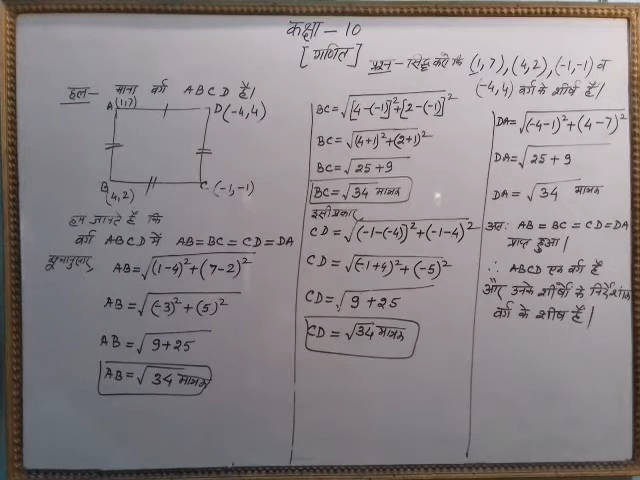 कक्षा - 10
[गणित]
प्रश्न - सिद्ध करो कि (1,7), (4,2), (-1,-1) व
(-4,4) वर्ग के शीर्ष हैं|
हल - माना वर्ग ABCD है|
A (1,7)
D(-4,4)
B (4,2)
C (-1,-1)
हम जानते हैं कि
वर्ग ABCD में AB=BC=CD=DA
सूत्रानुसार
AB=√(1-4)²+(7-2)²
AB=√(-3)²+(5)²
AB=√9+25
AB=√34 मात्रक
BC=√[4-(-1)]²+[2-(-1)]²
BC=√(4+1)²+(2+1)²
BC=√25+9
BC=√34 मात्रक
इसीप्रकार
CD=√(-1-(-4))²+(-1-4)²
CD=√(-1+4)²+(-5)²
CD=√9+25
CD=√34 मात्रक
DA=√(-4-1)²+(4-7)²
DA=√25+9
DA=√34 मात्रक
अतः AB=BC=CD=DA
प्राप्त हुआ|
∴ ABCD एक वर्ग है
और उनके शीर्षों के निर्देशांक
वर्ग के शीर्ष हैं|